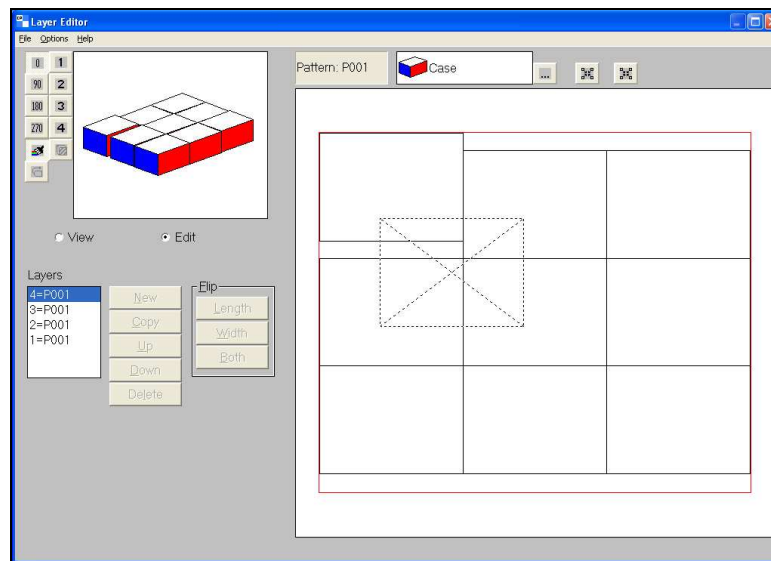 Layer Editor
File Options Help
0 1
90 2
180 3
270 4
Pattern: P001
Case
...
View
Edit
Layers
4=P001
3=P001
2=P001
1=P001
New
Copy
Up
Down
Delete
Flip
Length
Width
Both